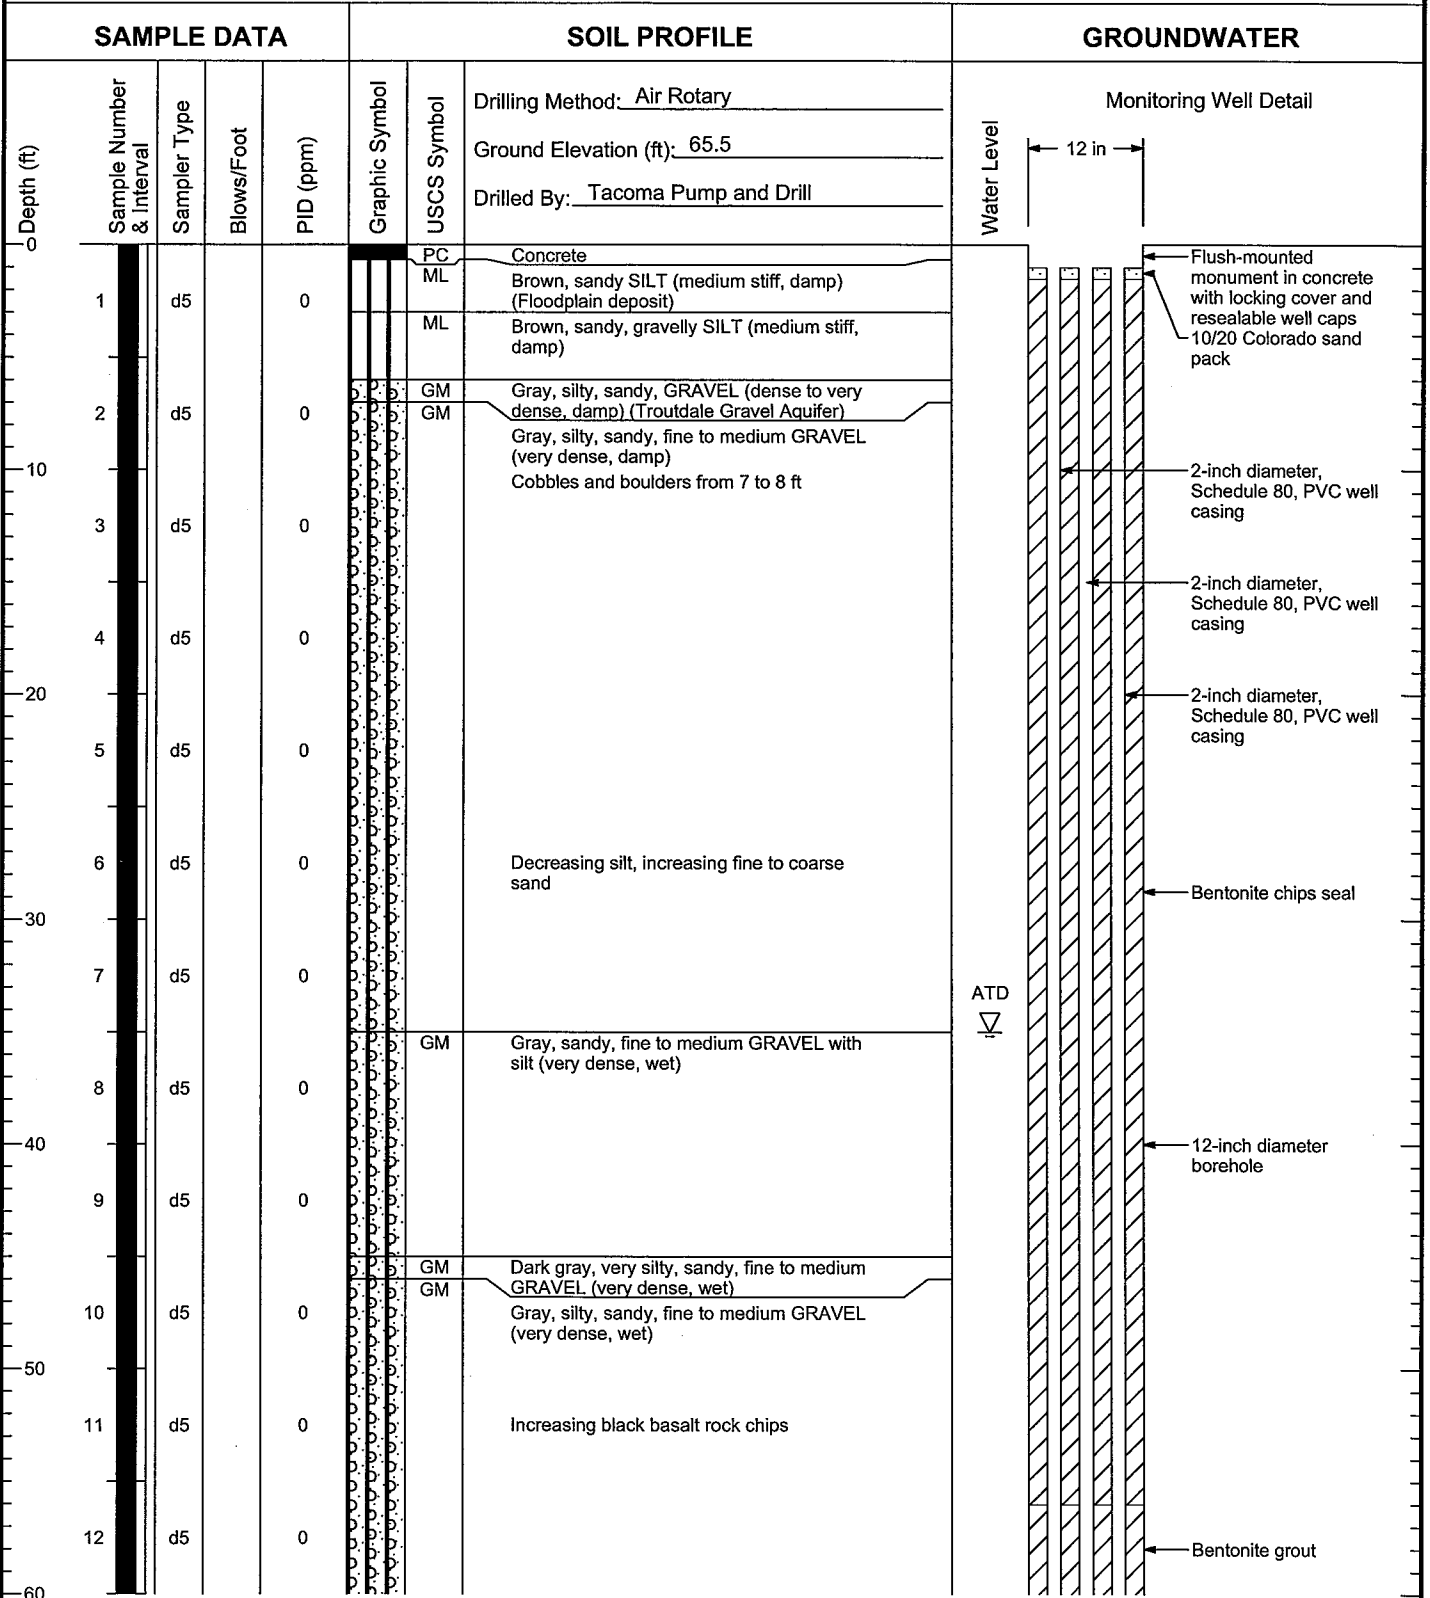 SAMPLE DATA
SOIL PROFILE
GROUNDWATER
Depth (ft)
Sample Number
& Interval
Sampler Type
Blows/Foot
PID (ppm)
Graphic Symbol
USCS Symbol
Drilling Method: Air Rotary
Ground Elevation (ft): 65.5
Drilled By: Tacoma Pump and Drill
Water Level
Monitoring Well Detail
12 in
0
PC Concrete
ML Brown, sandy SILT (medium stiff, damp)
(Floodplain deposit)
1 d5 0
ML Brown, sandy, gravelly SILT (medium stiff,
damp)
Flush-mounted
monument in concrete
with locking cover and
resealable well caps
10/20 Colorado sand
pack
GM Gray, silty, sandy, GRAVEL (dense to very
dense, damp) (Troutdale Gravel Aquifer)
2 d5 0
GM
Gray, silty, sandy, fine to medium GRAVEL
(very dense, damp)
Cobbles and boulders from 7 to 8 ft
10
2-inch diameter,
Schedule 80, PVC well
casing
3 d5 0
2-inch diameter,
Schedule 80, PVC well
casing
4 d5 0
20
2-inch diameter,
Schedule 80, PVC well
casing
5 d5 0
6 d5 0
Decreasing silt, increasing fine to coarse
sand
Bentonite chips seal
30
7 d5 0
ATD
GM Gray, sandy, fine to medium GRAVEL with
silt (very dense, wet)
8 d5 0
40
12-inch diameter
borehole
9 d5 0
GM Dark gray, very silty, sandy, fine to medium
GRAVEL (very dense, wet)
GM
10 d5 0
Gray, silty, sandy, fine to medium GRAVEL
(very dense, wet)
50
11 d5 0
Increasing black basalt rock chips
12 d5 0
Bentonite grout
60